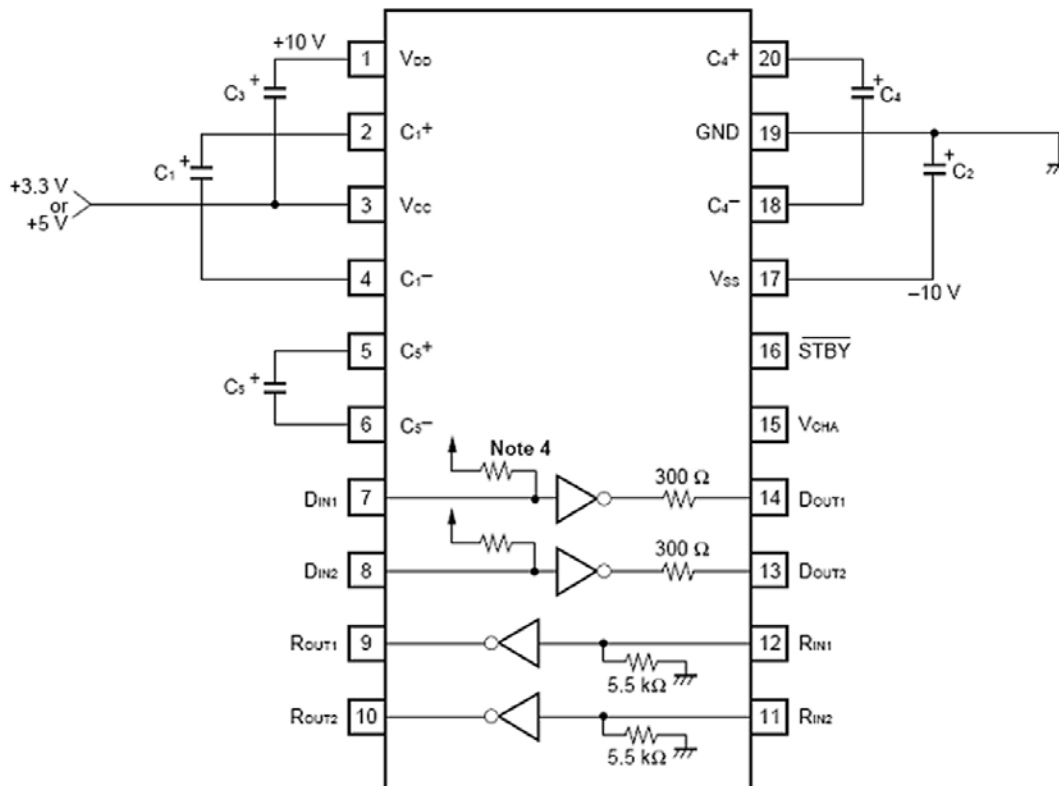 +10 V
1 VDD
C3 +
2 C1+
C1 +
+3.3 V
or
+5 V
3 VCC
4 C1−
5 C5+
C5 +
6 C5−
Note 4
DIN1 7
300 Ω
14 DOUT1
DIN2 8
300 Ω
13 DOUT2
ROUT1 9
12 RIN1
5.5 kΩ
ROUT2 10
11 RIN2
5.5 kΩ
C4+ 20
+ C4
GND 19
+ C2
C4− 18
VSS 17
−10 V
16 STBY
15 VCHA